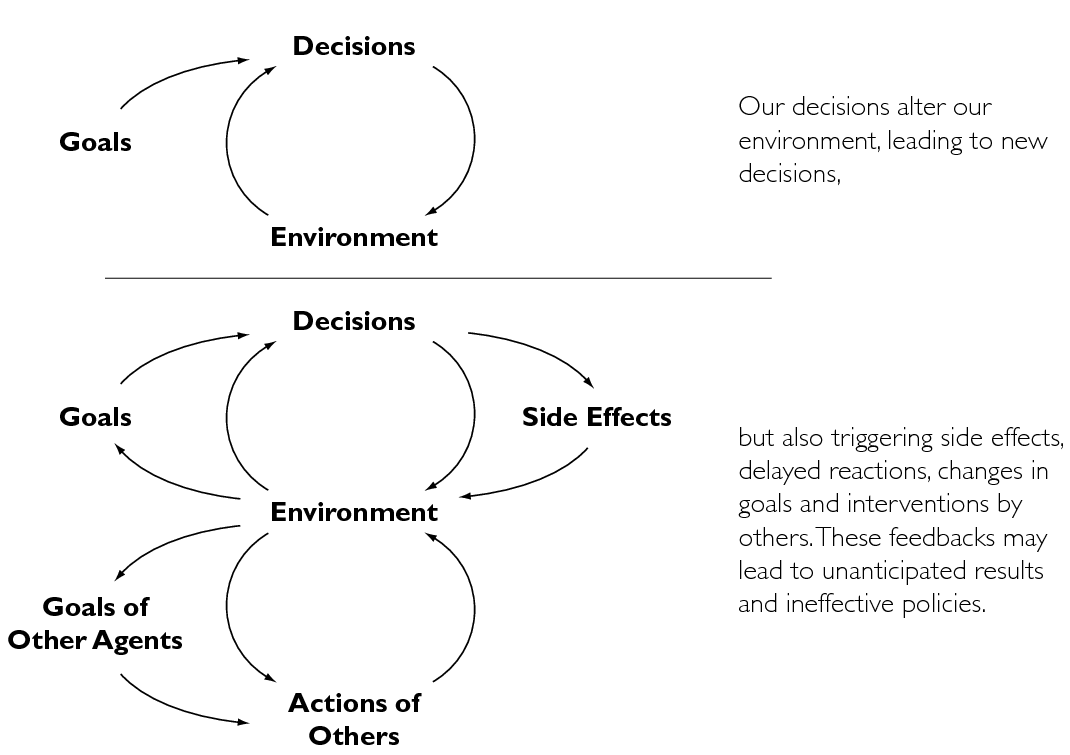 Decisions
Goals
Environment
Our decisions alter our
environment, leading to new
decisions,
Decisions
Goals
Side Effects
Environment
Goals of
Other Agents
Actions of
Others
but also triggering side effects,
delayed reactions, changes in
goals and interventions by
others. These feedbacks may
lead to unanticipated results
and ineffective policies.